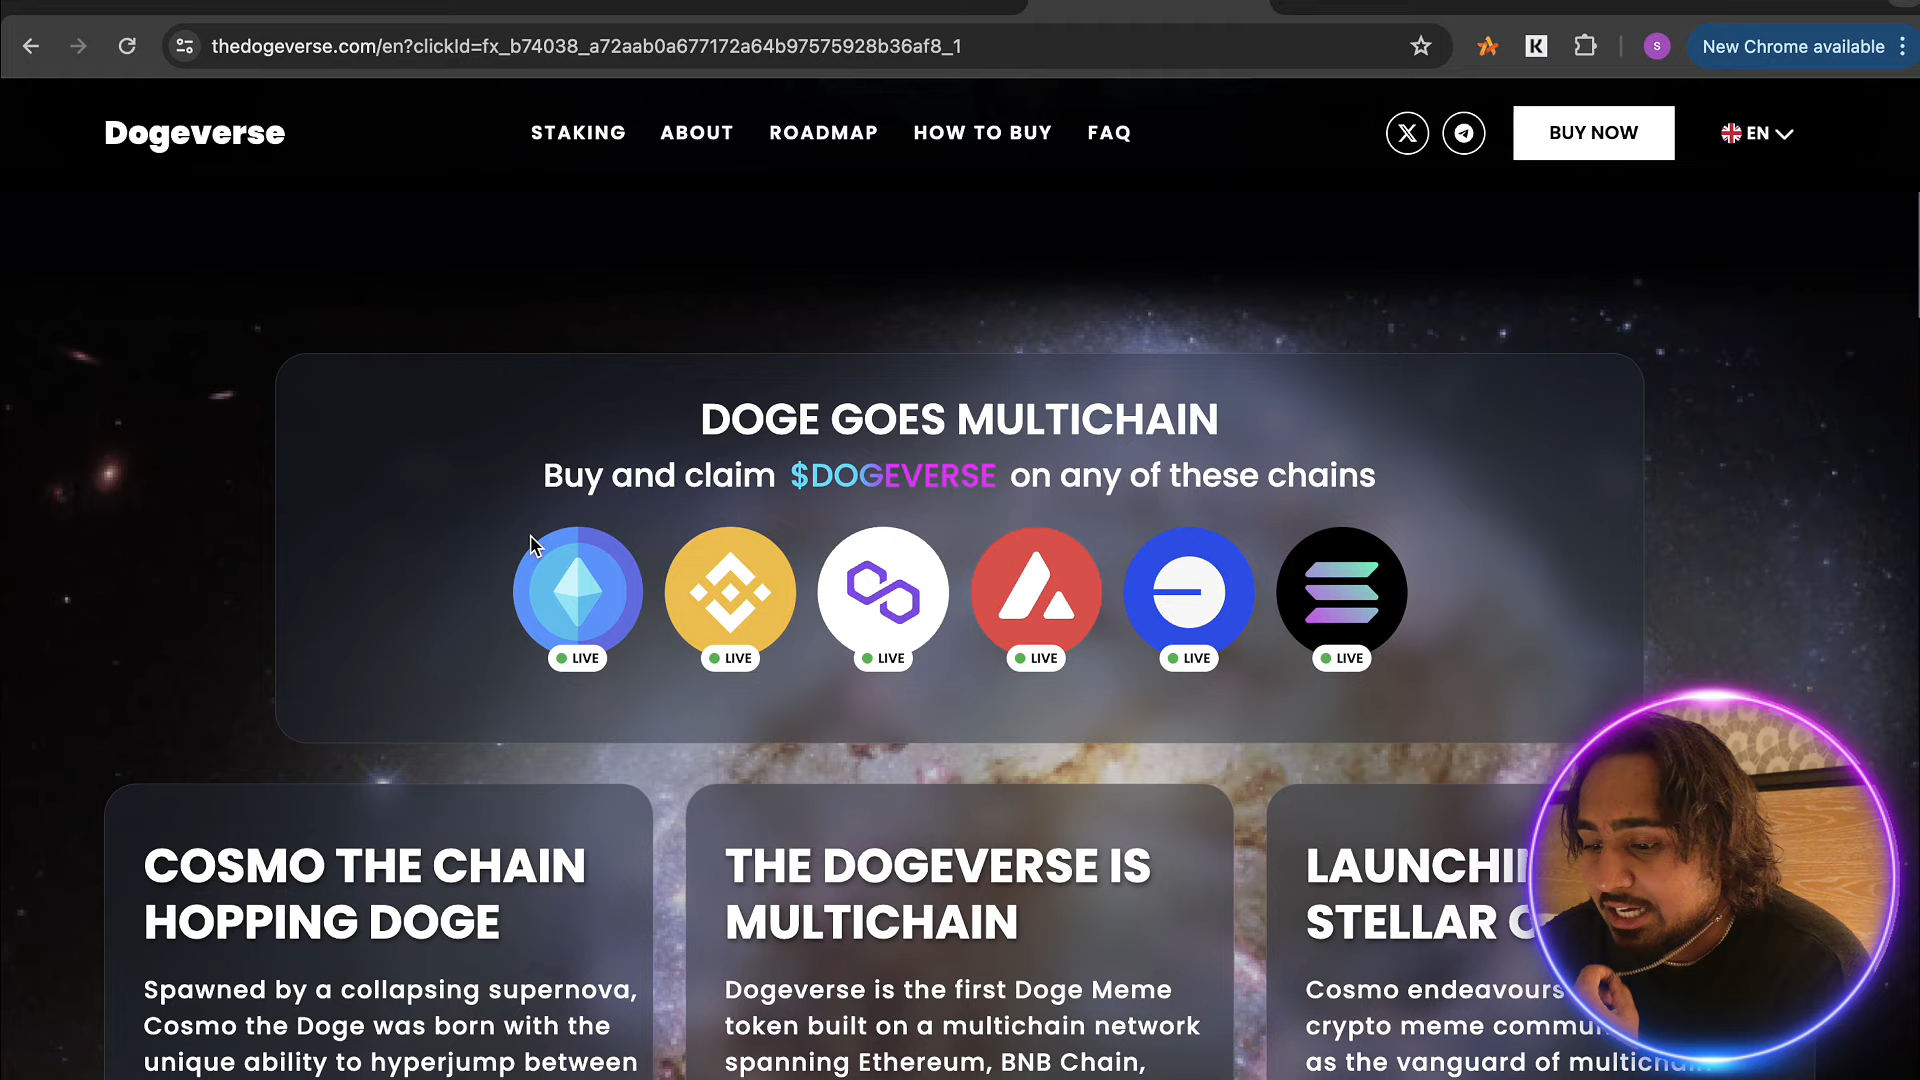 thedogeverse.com/en?clickId=fx_b74038_a72aab0a677172a64b97575928b36af8_1
K
S
New Chrome available
Dogeverse
STAKING
ABOUT
ROADMAP
HOW TO BUY
FAQ
X
BUY NOW
EN
DOGE GOES MULTICHAIN
Buy and claim $DOGEVERSE on any of these chains
LIVE
LIVE
LIVE
LIVE
LIVE
LIVE
COSMO THE CHAIN
HOPPING DOGE
Spawned by a collapsing supernova,
Cosmo the Doge was born with the
unique ability to hyperjump between
THE DOGEVERSE IS
MULTICHAIN
Dogeverse is the first Doge Meme
token built on a multichain network
spanning Ethereum, BNB Chain,
STELLAR
Cosmo endeavours
crypto meme
as the vanguard of